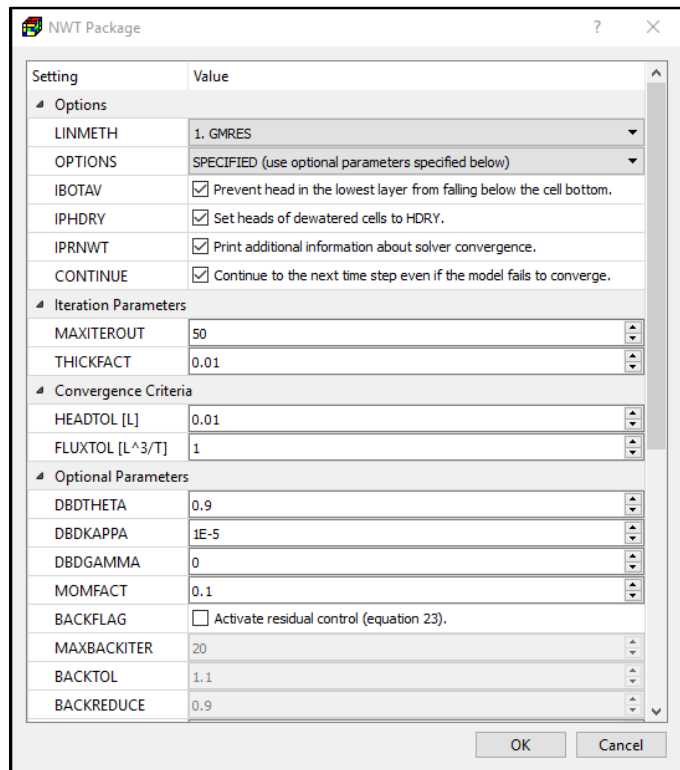 NWT Package
Setting Value
Options
LINMETH 1. GMRES
OPTIONS SPECIFIED (use optional parameters specified below)
IBOTAV Prevent head in the lowest layer from falling below the cell bottom.
IPHDRY Set heads of dewatered cells to HDRY.
IPRNWT Print additional information about solver convergence.
CONTINUE Continue to the next time step even if the model fails to converge.
Iteration Parameters
MAXITEROUT 50
THICKFACT 0.01
Convergence Criteria
HEADTOL [L] 0.01
FLUXTOL [L^3/T] 1
Optional Parameters
DBDTHETA 0.9
DBDKAPPA 1E-5
DBDGAMMA 0
MOMFACT 0.1
BACKFLAG Activate residual control (equation 23).
MAXBACKITER 20
BACKTOL 1.1
BACKREDUCE 0.9
OK Cancel